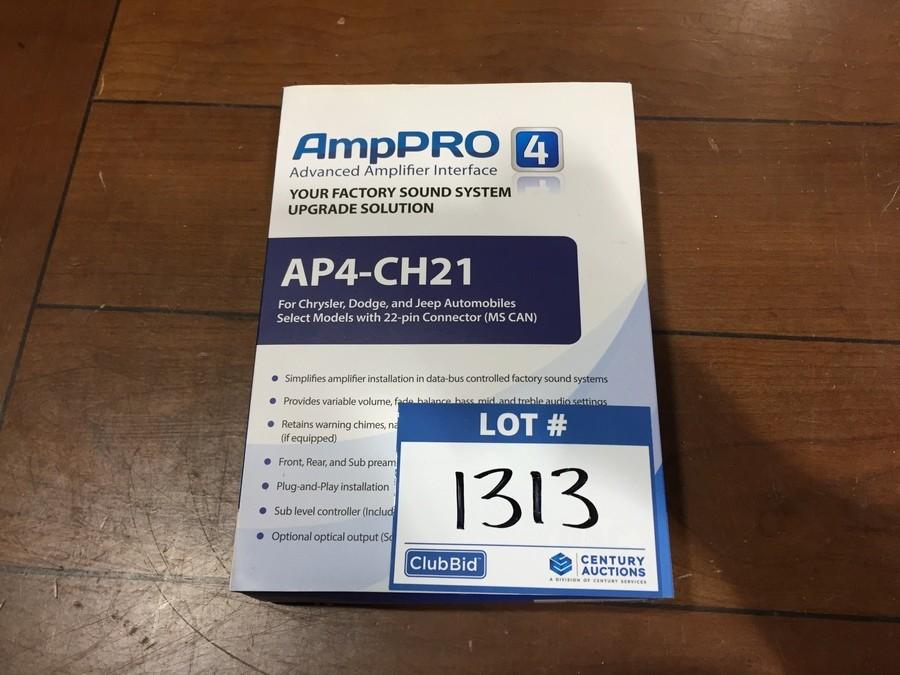 AmpPRO 4
Advanced Amplifier Interface
YOUR FACTORY SOUND SYSTEM
UPGRADE SOLUTION
AP4-CH21
For Chrysler, Dodge, and Jeep Automobiles
Select Models with 22-pin Connector (MS CAN)
• Simplifies amplifier installation in data-bus controlled factory sound systems
• Provides variable volume, fade, balance, bass, mid, and treble audio settings
• Retains warning chimes,
(if equipped)
• Front, Rear, and Sub
• Plug-and-Play installation
• Sub level controller
• Optional optical output
LOT #
1313
ClubBid
CENTURY
AUCTIONS
A DIVISION OF CENTURY SERVICES